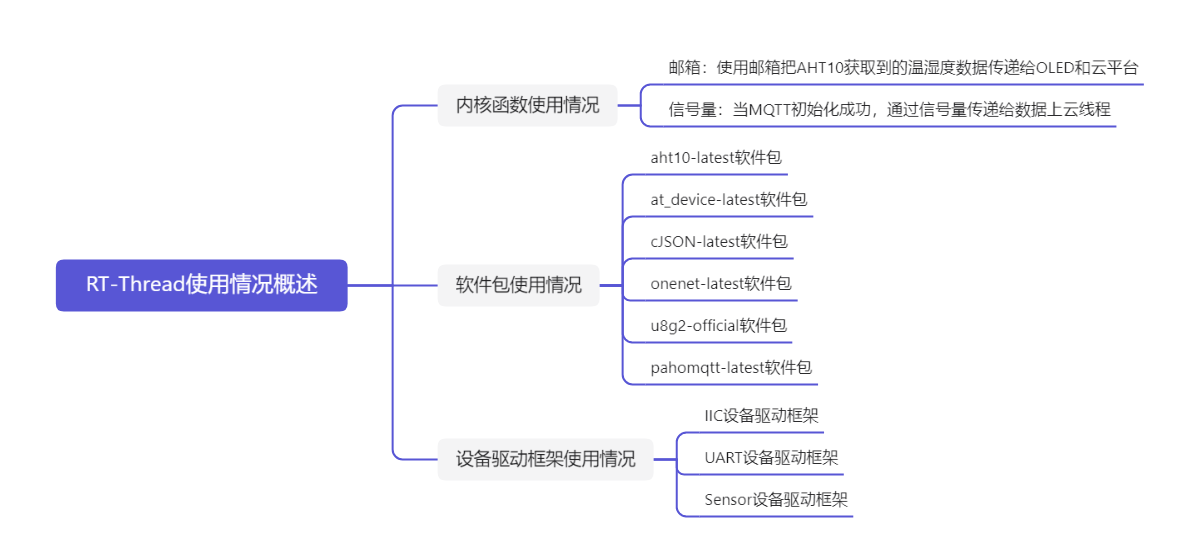 RT-Thread使用情况概述
内核函数使用情况
邮箱：使用邮箱把AHT10获取到的温湿度数据传递给OLED和云平台
信号量：当MQTT初始化成功，通过信号量传递给数据上云线程
软件包使用情况
aht10-latest软件包
at_device-latest软件包
cJSON-latest软件包
onenet-latest软件包
u8g2-official软件包
pahomqtt-latest软件包
设备驱动框架使用情况
IIC设备驱动框架
UART设备驱动框架
Sensor设备驱动框架